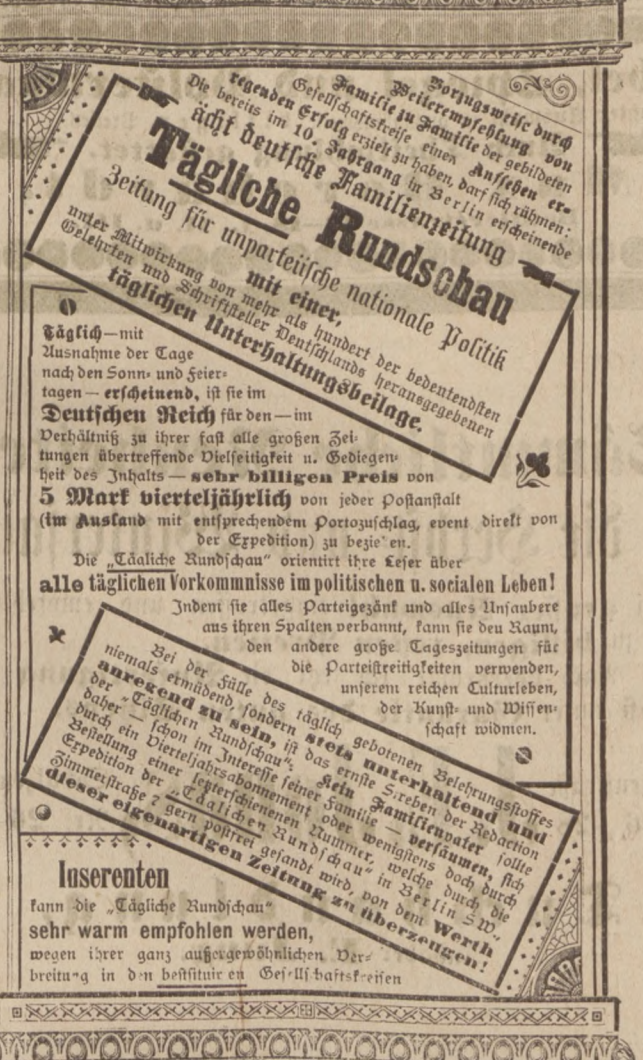 Vorzugsweise durch
Weiterempfehlung von
Familie zu Familie der gebildeten
Gesellschaftskreise einen Ansehen er-
regenden Erfolg erzielt zu haben, darf sich rühmen:
Die bereits im 10. Jahrgang in Berlin erscheinende
ächt deutsche Familienzeitung
Tägliche Rundschau
Zeitung für unparteiische nationale Politik
mit einer,
unter Mitwirkung von mehr als hundert der bedeutendsten
Gelehrten und Schriftsteller Deutschlands herausgegebenen
täglichen Unterhaltungsbeilage.
Täglich — mit
Ausnahme der Tage
nach den Sonn- und Feier-
tagen — erscheinend, ist sie im
Deutschen Reich für den — im
Verhältniß zu ihrer fast alle großen Zei-
tungen übertreffende Vielseitigkeit u. Gediegen-
heit des Inhalts — sehr billigen Preis von
5 Mark vierteljährlich von jeder Postanstalt
(im Ausland mit entsprechendem Portozuschlag, event direkt von
der Expedition) zu bezie' en.
Die „Tägliche Rundschau" orientirt ihre Leser über
alle täglichen Vorkommnisse im politischen u. socialen Leben!
Indem sie alles Parteigezänk und alles Unsaubere
aus ihren Spalten verbannt, kann sie den Raum,
den andere große Tageszeitungen für
die Parteistreitigkeiten verwenden,
unserem reichen Culturleben,
der Kunst- und Wissen-
schaft widmen.
Bei der Fülle des täglich gebotenen Belehrungsstoffes
niemals ermüdend, sondern stets unterhaltend und
anregend zu sein, ist das ernste Streben der Redaction
der „Täglichen Rundschau"; Kein Familienvater sollte
daher — schon im Interesse seiner Familie — versäumen, sich
durch ein Vierteljahrsabonnement oder wenigstens doch durch
Bestellung einer letzterschienenen Nummer, welche durch die
Expedition der „Täglichen Rundschau" in Berlin SW.,
Zimmerstraße 7 gern postfrei gesandt wird, von dem Werth
dieser eigenartigen Zeitung zu überzeugen!
Inserenten
kann die „Tägliche Rundschau"
sehr warm empfohlen werden,
wegen ihrer ganz außergewöhnlichen Ver-
breitung in den bestsituirten Gesellschaftskreisen